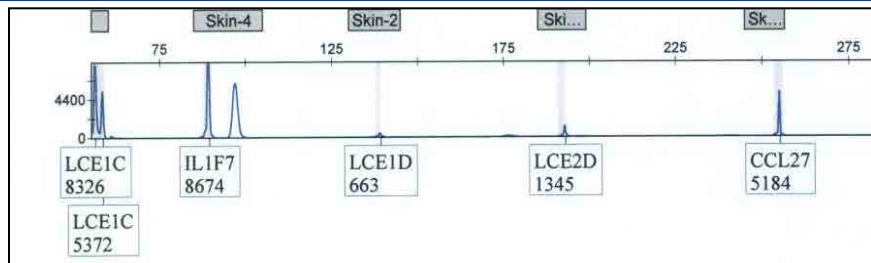 Skin-4 Skin-2 Ski... Sk...
75 125 175 225 275
4400
0
LCE1C
8326
IL1F7
8674
LCE1D
663
LCE2D
1345
CCL27
5184
LCE1C
5372